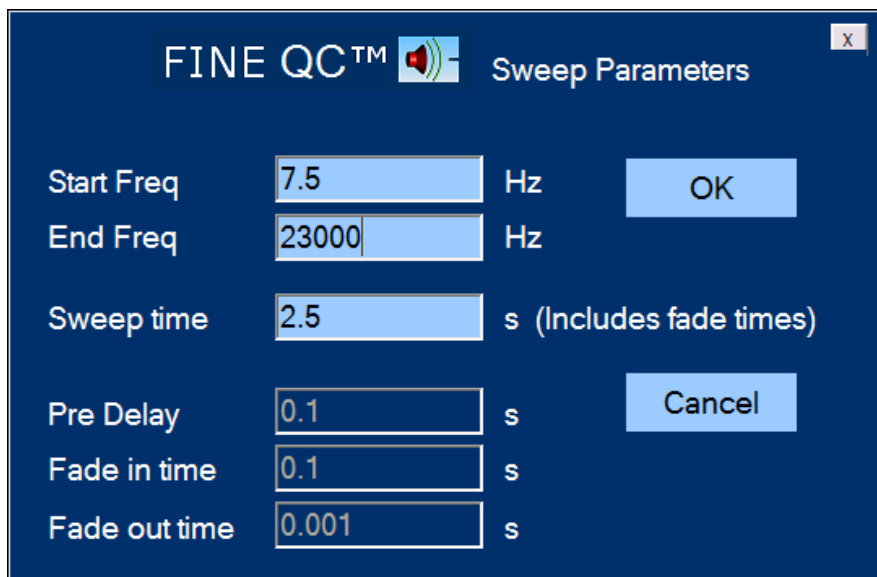 FINE QC™ Sweep Parameters
X
Start Freq 7.5 Hz OK
End Freq 23000 Hz
Sweep time 2.5 s (Includes fade times)
Pre Delay 0.1 s Cancel
Fade in time 0.1 s
Fade out time 0.001 s